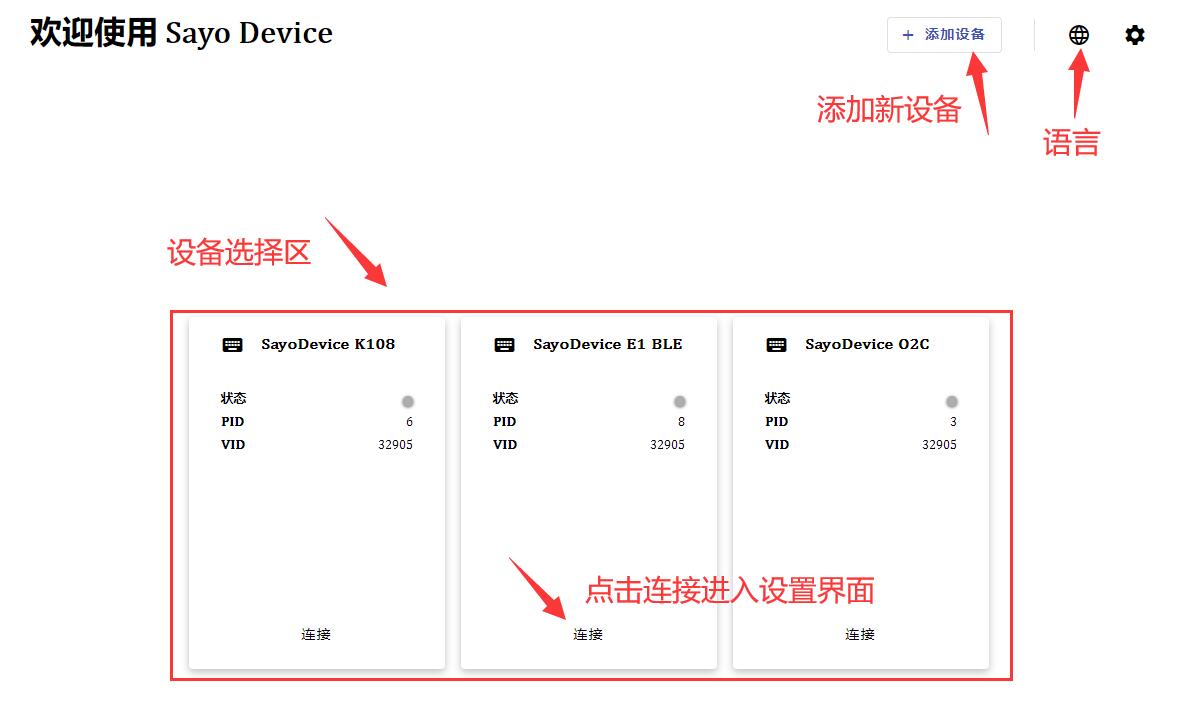 欢迎使用 Sayo Device
+ 添加设备
添加新设备
语言
设备选择区
SayoDevice K108
状态
PID 6
VID 32905
连接
SayoDevice E1 BLE
状态
PID 8
VID 32905
连接
SayoDevice O2C
状态
PID 3
VID 32905
连接
点击连接进入设置界面